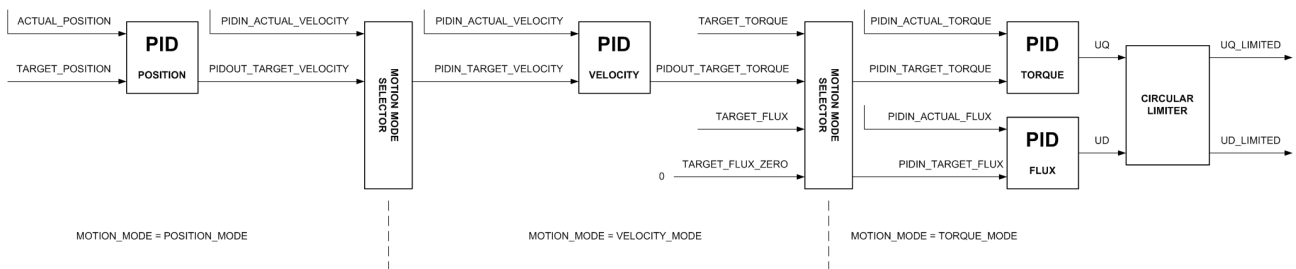 ACTUAL_POSITION
TARGET_POSITION
PID
POSITION
PIDIN_ACTUAL_VELOCITY
PIDOUT_TARGET_VELOCITY
MOTION MODE
SELECTOR
PIDIN_ACTUAL_VELOCITY
PIDIN_TARGET_VELOCITY
PID
VELOCITY
TARGET_TORQUE
PIDOUT_TARGET_TORQUE
TARGET_FLUX
0
TARGET_FLUX_ZERO
MOTION MODE
SELECTOR
PIDIN_ACTUAL_TORQUE
PIDIN_TARGET_TORQUE
PID
TORQUE
PIDIN_ACTUAL_FLUX
PIDIN_TARGET_FLUX
PID
FLUX
UQ
UD
CIRCULAR
LIMITER
UQ_LIMITED
UD_LIMITED
MOTION_MODE = POSITION_MODE
MOTION_MODE = VELOCITY_MODE
MOTION_MODE = TORQUE_MODE